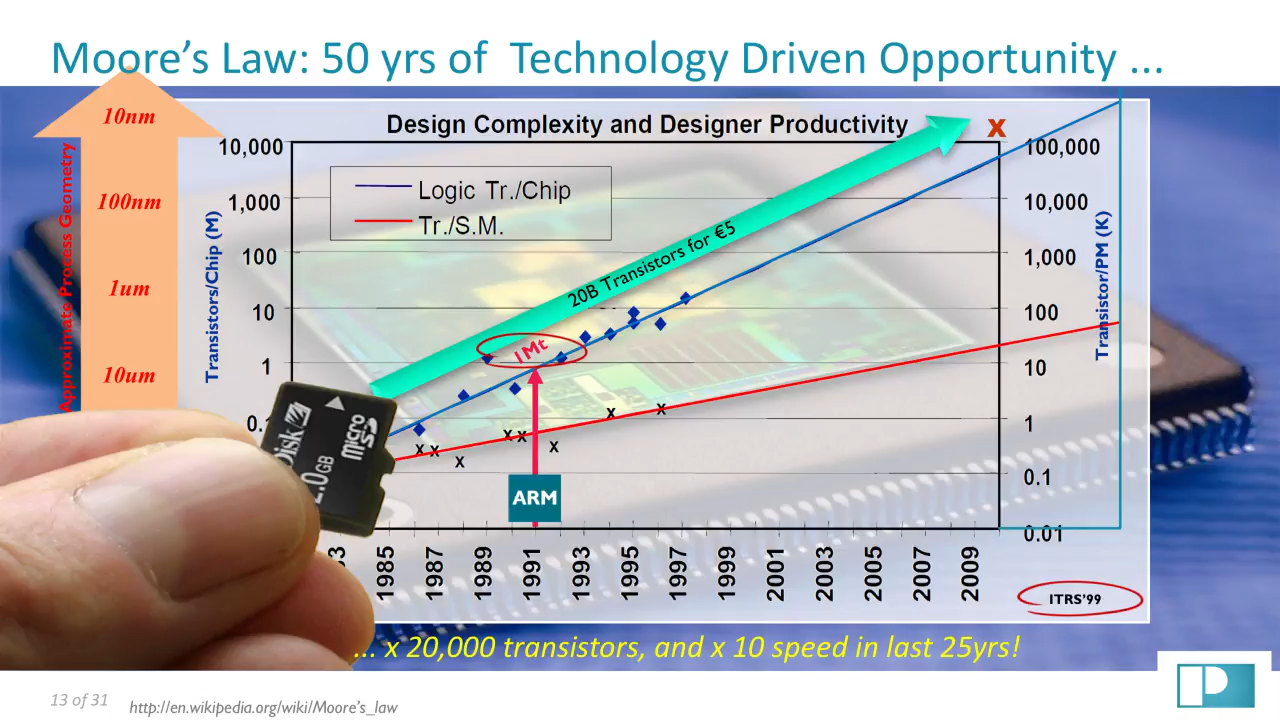 Moore’s Law: 50 yrs of Technology Driven Opportunity ...
10nm
100nm
1um
10um
Approximate Process Geometry
Design Complexity and Designer Productivity
Transistors/Chip (M)
10,000
1,000
100
10
1
0.
Logic Tr./Chip
Tr./S.M.
20B Transistors for €5
1Mt
ARM
x
x
x
x
x
x
x
x
x
100,000
10,000
1,000
100
10
1
0.1
0.01
Transistor/PM (K)
1985
1987
1989
1991
1993
1995
1997
1999
2001
2003
2005
2007
2009
ITRS’99
micro
2.0GB
... x 20,000 transistors, and x 10 speed in last 25yrs!
13 of 31
http://en.wikipedia.org/wiki/Moore’s_law
P